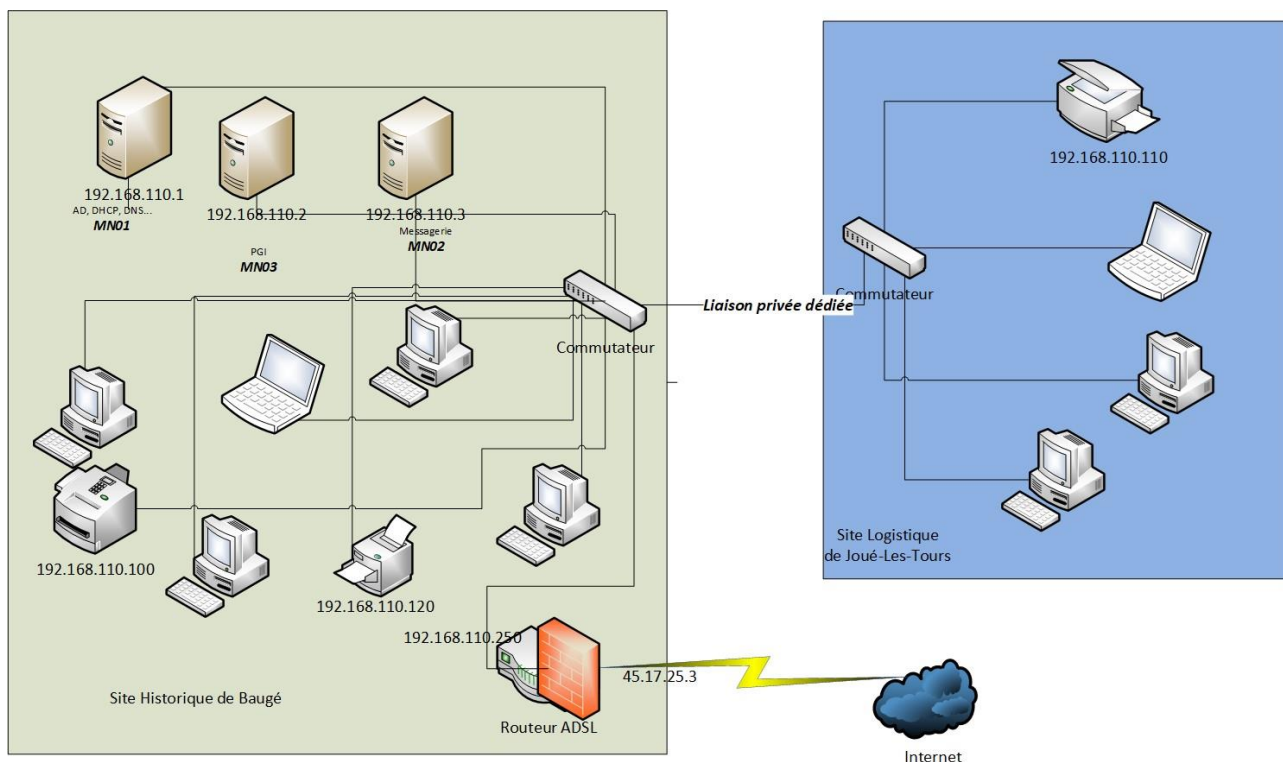 192.168.110.1
AD, DHCP, DNS...
MN01
192.168.110.2
PGI
MN03
192.168.110.3
Messagerie
MN02
Commutateur
Liaison privée dédiée
192.168.110.110
Commutateur
Site Logistique
de Joué-Les-Tours
192.168.110.100
192.168.110.120
192.168.110.250
45.17.25.3
Site Historique de Baugé
Routeur ADSL
Internet